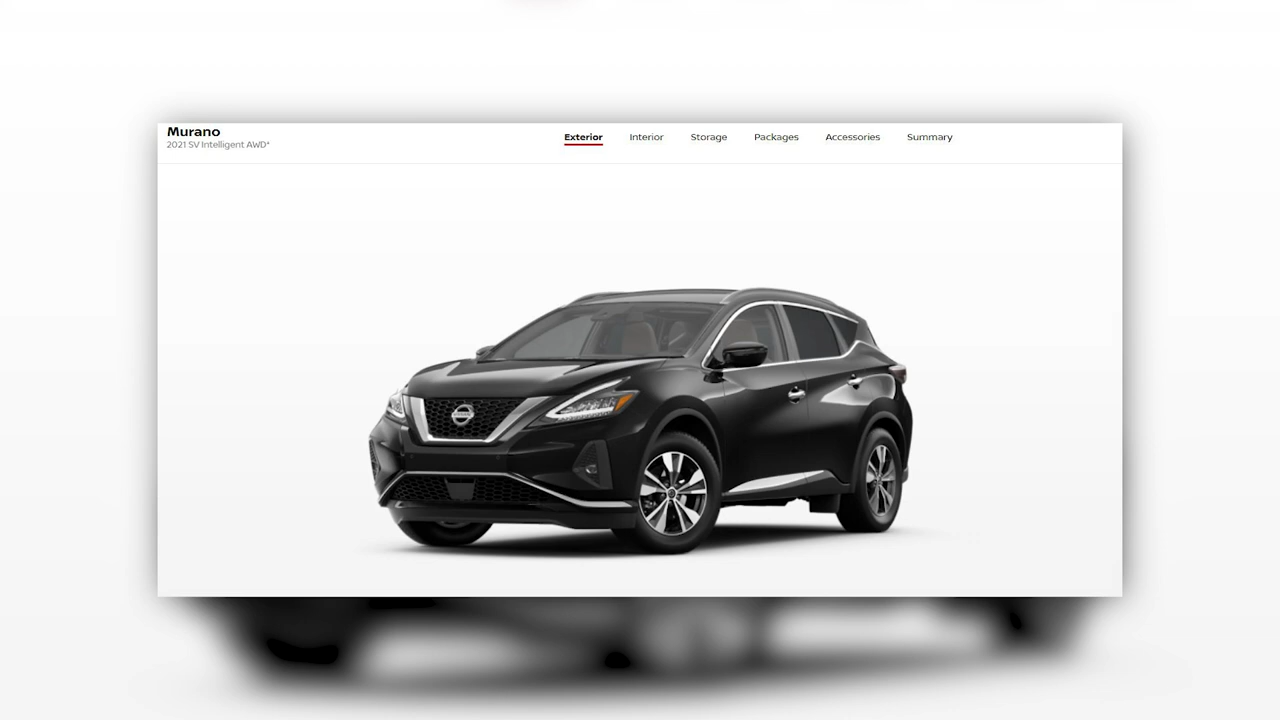 Murano
2021 SV Intelligent AWD*
Exterior Interior Storage Packages Accessories Summary